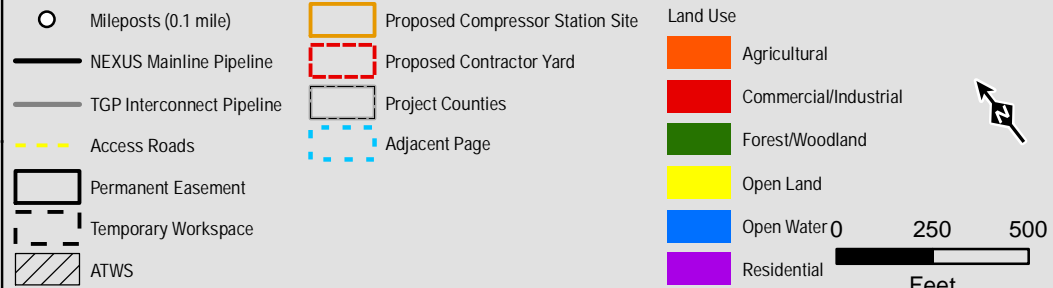 Mileposts (0.1 mile)
NEXUS Mainline Pipeline
TGP Interconnect Pipeline
Access Roads
Permanent Easement
Temporary Workspace
ATWS
Proposed Compressor Station Site
Proposed Contractor Yard
Project Counties
Adjacent Page
Land Use
Agricultural
Commercial/Industrial
Forest/Woodland
Open Land
Open Water
Residential
N
0 250 500
Feet